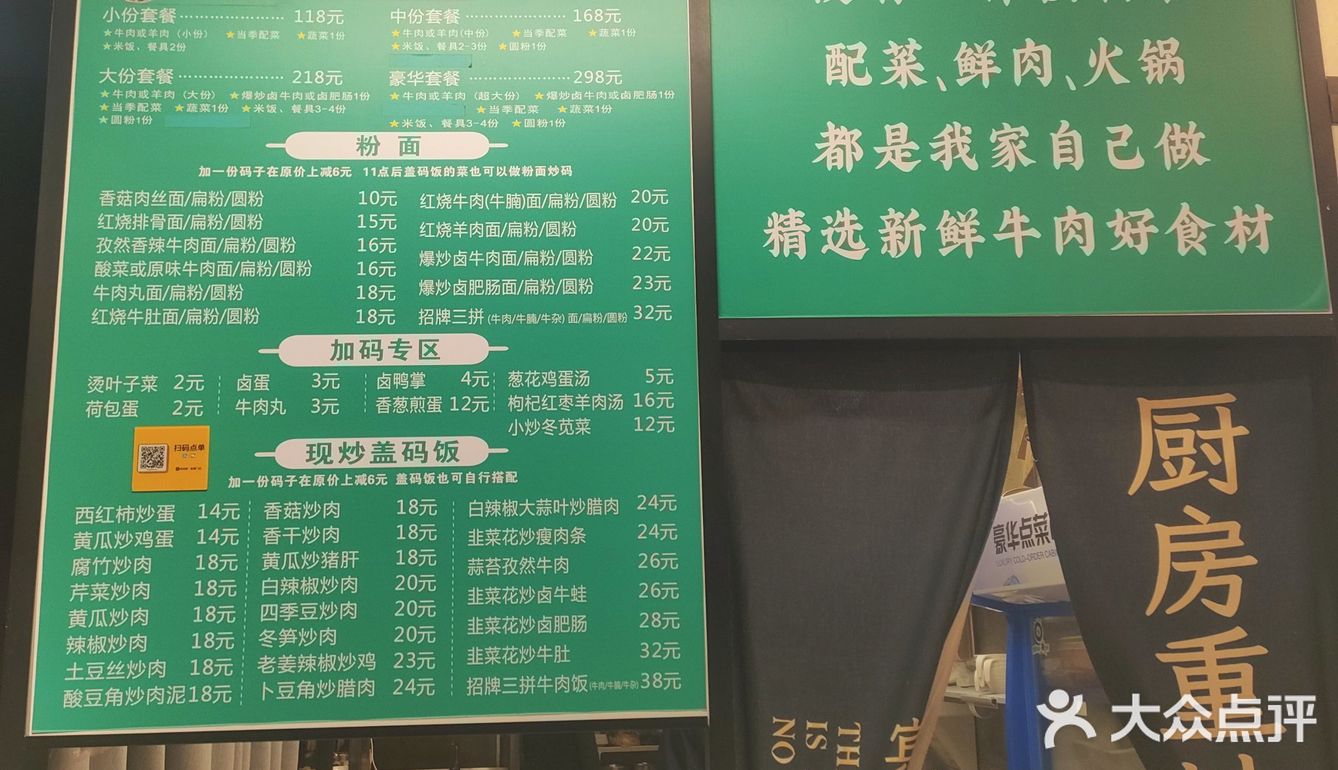 小份套餐 118元
★牛肉或羊肉（小份） ★当季配菜 ★蔬菜1份
★米饭、餐具2份
中份套餐 168元
★牛肉或羊肉(中份) ★当季配菜 ★蔬菜1份
★米饭、餐具2-3份 ★圆粉1份
大份套餐 218元
★牛肉或羊肉（大份） ★爆炒卤牛肉或卤肥肠1份
★当季配菜 ★蔬菜1份 ★米饭、餐具3-4份
★圆粉1份
豪华套餐 298元
★牛肉或羊肉（超大份） ★爆炒卤牛肉或卤肥肠1份
★当季配菜 ★蔬菜1份
★米饭、餐具3-4份 ★圆粉1份
粉面
加一份码子在原价上减6元 11点后盖码饭的菜也可以做粉面炒码
香菇肉丝面/扁粉/圆粉 10元
红烧排骨面/扁粉/圆粉 15元
孜然香辣牛肉面/扁粉/圆粉 16元
酸菜或原味牛肉面/扁粉/圆粉 16元
牛肉丸面/扁粉/圆粉 18元
红烧牛肚面/扁粉/圆粉 18元
红烧牛肉(牛腩)面/扁粉/圆粉 20元
红烧羊肉面/扁粉/圆粉 20元
爆炒卤牛肉面/扁粉/圆粉 22元
爆炒卤肥肠面/扁粉/圆粉 23元
招牌三拼(牛肉/牛腩/牛杂)面/扁粉/圆粉 32元
加码专区
烫叶子菜 2元
荷包蛋 2元
卤蛋 3元
牛肉丸 3元
卤鸭掌 4元
香葱煎蛋 12元
葱花鸡蛋汤 5元
枸杞红枣羊肉汤 16元
小炒冬苋菜 12元
扫码点单
现炒盖码饭
加一份码子在原价上减6元 盖码饭也可自行搭配
西红柿炒蛋 14元
黄瓜炒鸡蛋 14元
腐竹炒肉 18元
芹菜炒肉 18元
黄瓜炒肉 18元
辣椒炒肉 18元
土豆丝炒肉 18元
酸豆角炒肉泥 18元
香菇炒肉 18元
香干炒肉 18元
黄瓜炒猪肝 18元
白辣椒炒肉 20元
四季豆炒肉 20元
冬笋炒肉 20元
老姜辣椒炒鸡 23元
卜豆角炒腊肉 24元
白辣椒大蒜叶炒腊肉 24元
韭菜花炒瘦肉条 24元
蒜苔孜然牛肉 26元
韭菜花炒卤牛蛙 26元
韭菜花炒卤肥肠 28元
韭菜花炒牛肚 32元
招牌三拼牛肉饭(牛肉/牛腩/牛杂) 38元
配菜、鲜肉、火锅
都是我家自己做
精选新鲜牛肉好食材
厨房重
豪华点菜
LUXURY COLD-ORDER CAB
TH
IS
NO
大众点评